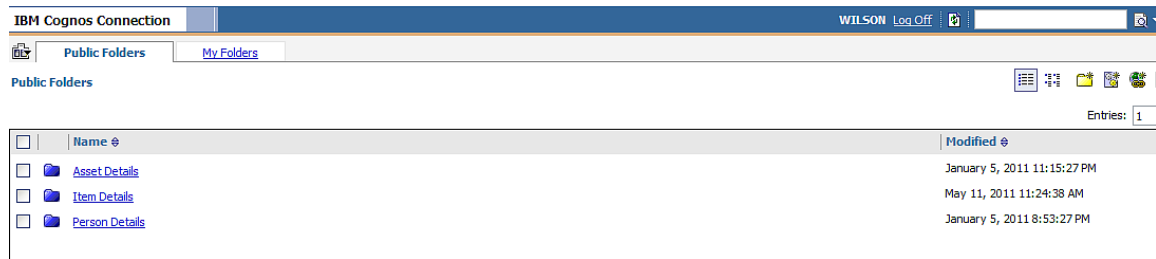 IBM Cognos Connection WILSON Log Off
Public Folders My Folders
Public Folders
Entries: 1
Name Modified
Asset Details January 5, 2011 11:15:27 PM
Item Details May 11, 2011 11:24:38 AM
Person Details January 5, 2011 8:53:27 PM